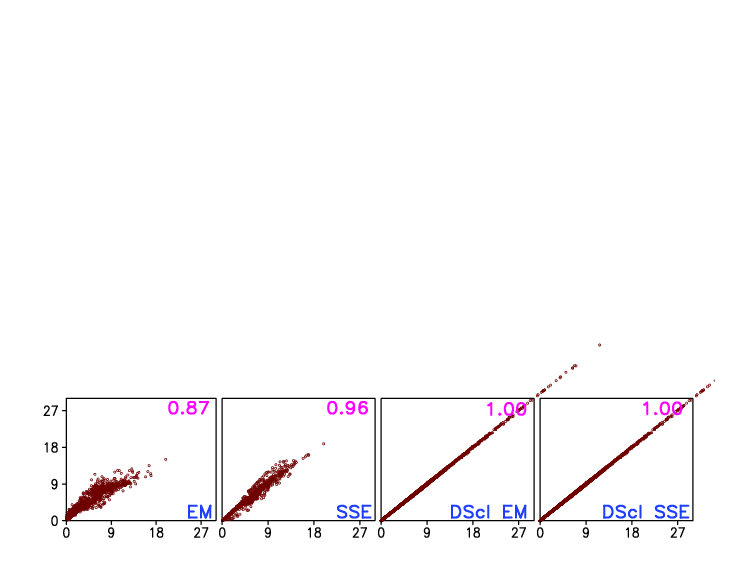 27
18
9
0
0.87
0.96
1.00
1.00
EM
SSE
DScl EM
DScl SSE
0 9 18 27
0 9 18 27
0 9 18 27
0 9 18 27